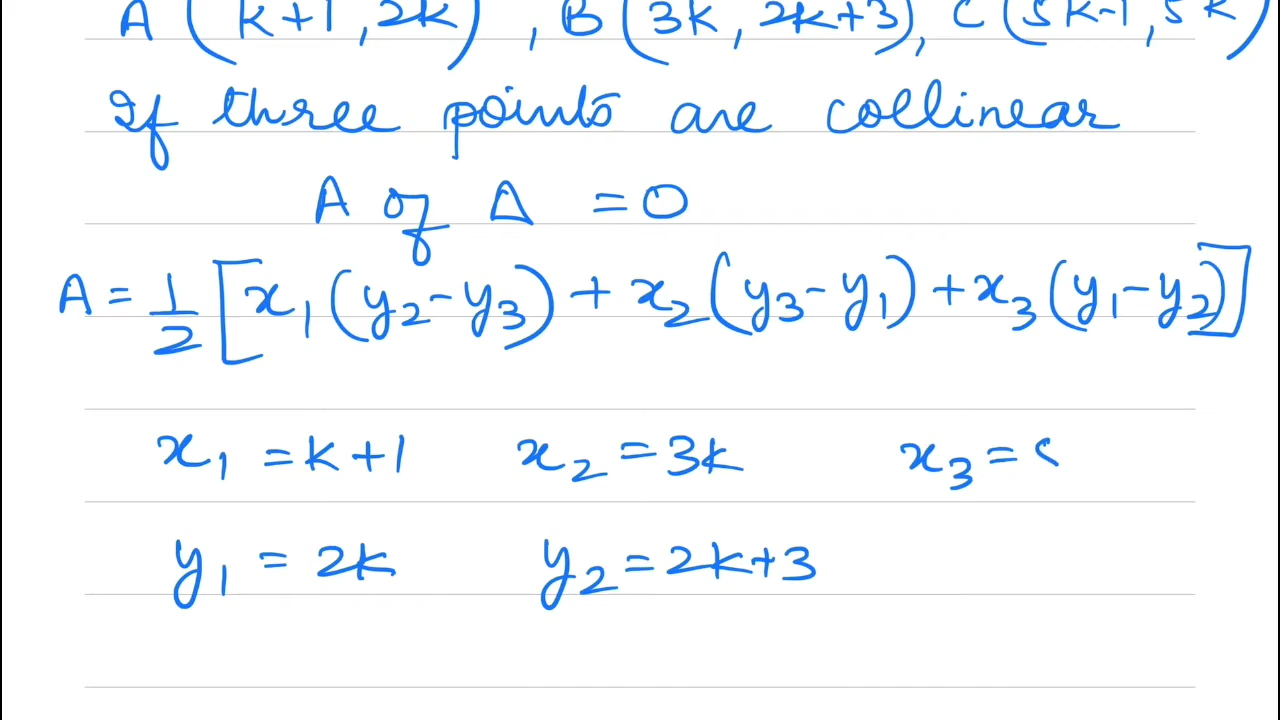 A (k+1, 2k), B (3k, 2k+3), C (5k-1, 5k)
If three points are collinear
A of Δ = 0
A = 1/2 [x₁(y₂-y₃) + x₂(y₃-y₁) + x₃(y₁-y₂)]
x₁ = k+1 x₂ = 3k x₃ =
y₁ = 2k y₂ = 2k+3